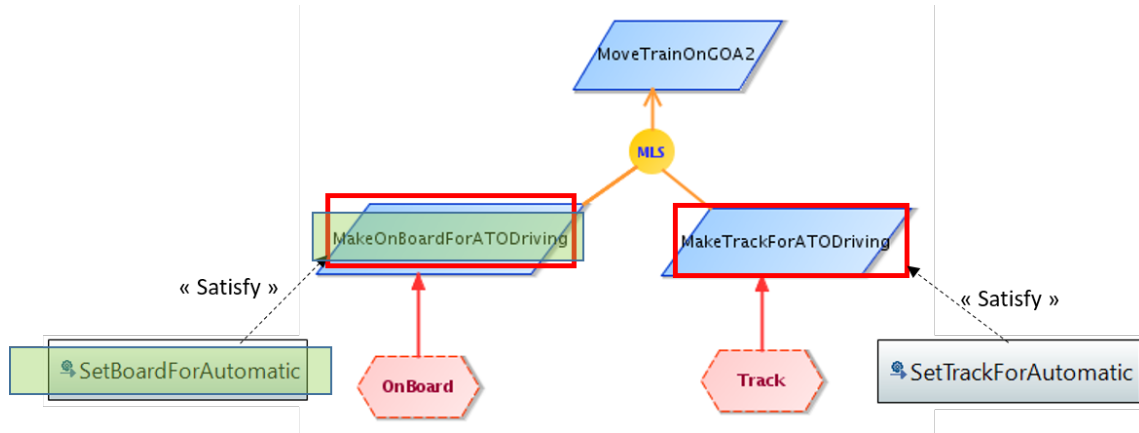 MoveTrainOnGOA2
MLS
MakeOnBoardForATODriving
MakeTrackForATODriving
« Satisfy »
« Satisfy »
SetBoardForAutomatic
OnBoard
Track
SetTrackForAutomatic